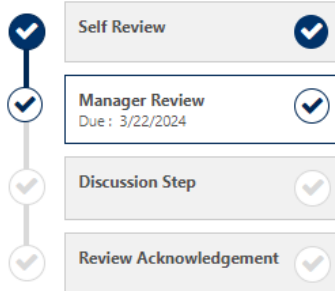 Self Review
Manager Review
Due : 3/22/2024
Discussion Step
Review Acknowledgement